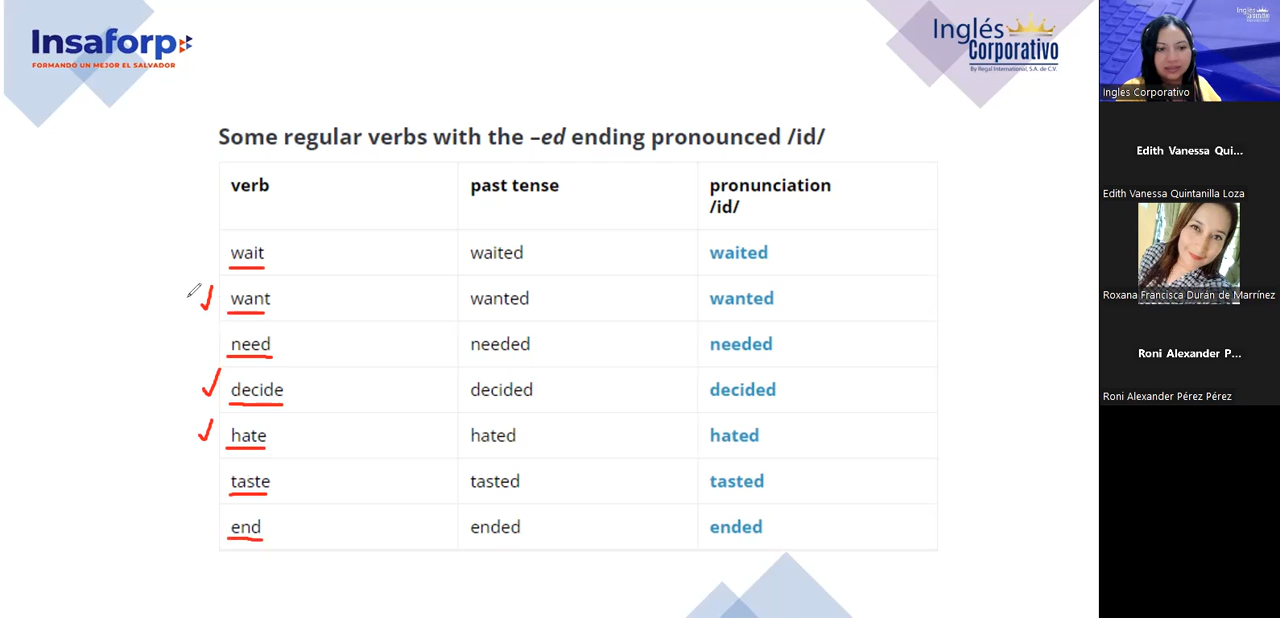 Insaforp
FORMANDO UN MEJOR EL SALVADOR
Inglés
Corporativo
By Regal International, S.A. de C.V.
Some regular verbs with the –ed ending pronounced /id/
verb past tense pronunciation
/id/
wait waited waited
want wanted wanted
need needed needed
decide decided decided
hate hated hated
taste tasted tasted
end ended ended
Inglés
Ingles Corporativo
Edith Vanessa Qui...
Edith Vanessa Quintanilla Loza
Roxana Francisca Durán de Marrínez
Roni Alexander P...
Roni Alexander Pérez Pérez